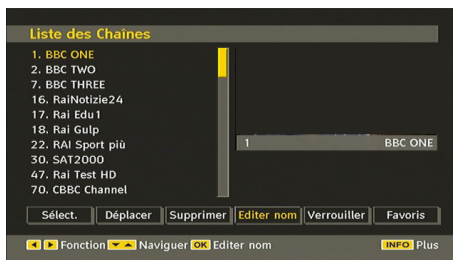 Liste des Chaînes
1. BBC ONE
2. BBC TWO
7. BBC THREE
16. RaiNotizie24
17. Rai Edu1
18. Rai Gulp
22. RAI Sport più
30. SAT2000
47. Rai Test HD
70. CBBC Channel
1 BBC ONE
Sélect. Déplacer Supprimer Editer nom Verrouiller Favoris
Fonction Naviguer OK Editer nom INFO Plus